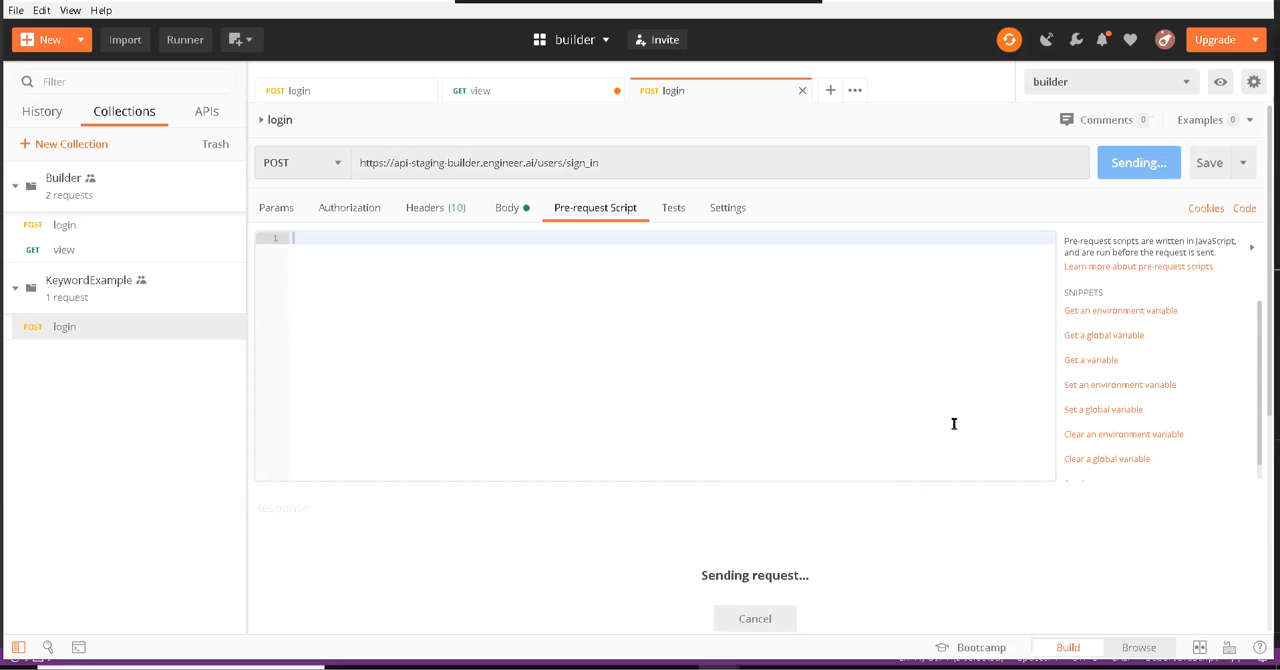 File Edit View Help
New Import Runner builder Invite Upgrade
Filter
History Collections APIs
+ New Collection Trash
Builder
2 requests
POST login
GET view
KeywordExample
1 request
POST login
POST login GET view POST login builder
login Comments 0 Examples 0
POST https://api-staging-builder.engineer.ai/users/sign_in Sending... Save
Params Authorization Headers (10) Body Pre-request Script Tests Settings Cookies Code
1
Pre-request scripts are written in JavaScript,
and are run before the request is sent.
Learn more about pre-request scripts
SNIPPETS
Get an environment variable
Get a global variable
Get a variable
Set an environment variable
Set a global variable
Clear an environment variable
Clear a global variable
Response
Sending request...
Cancel
Bootcamp Build Browse